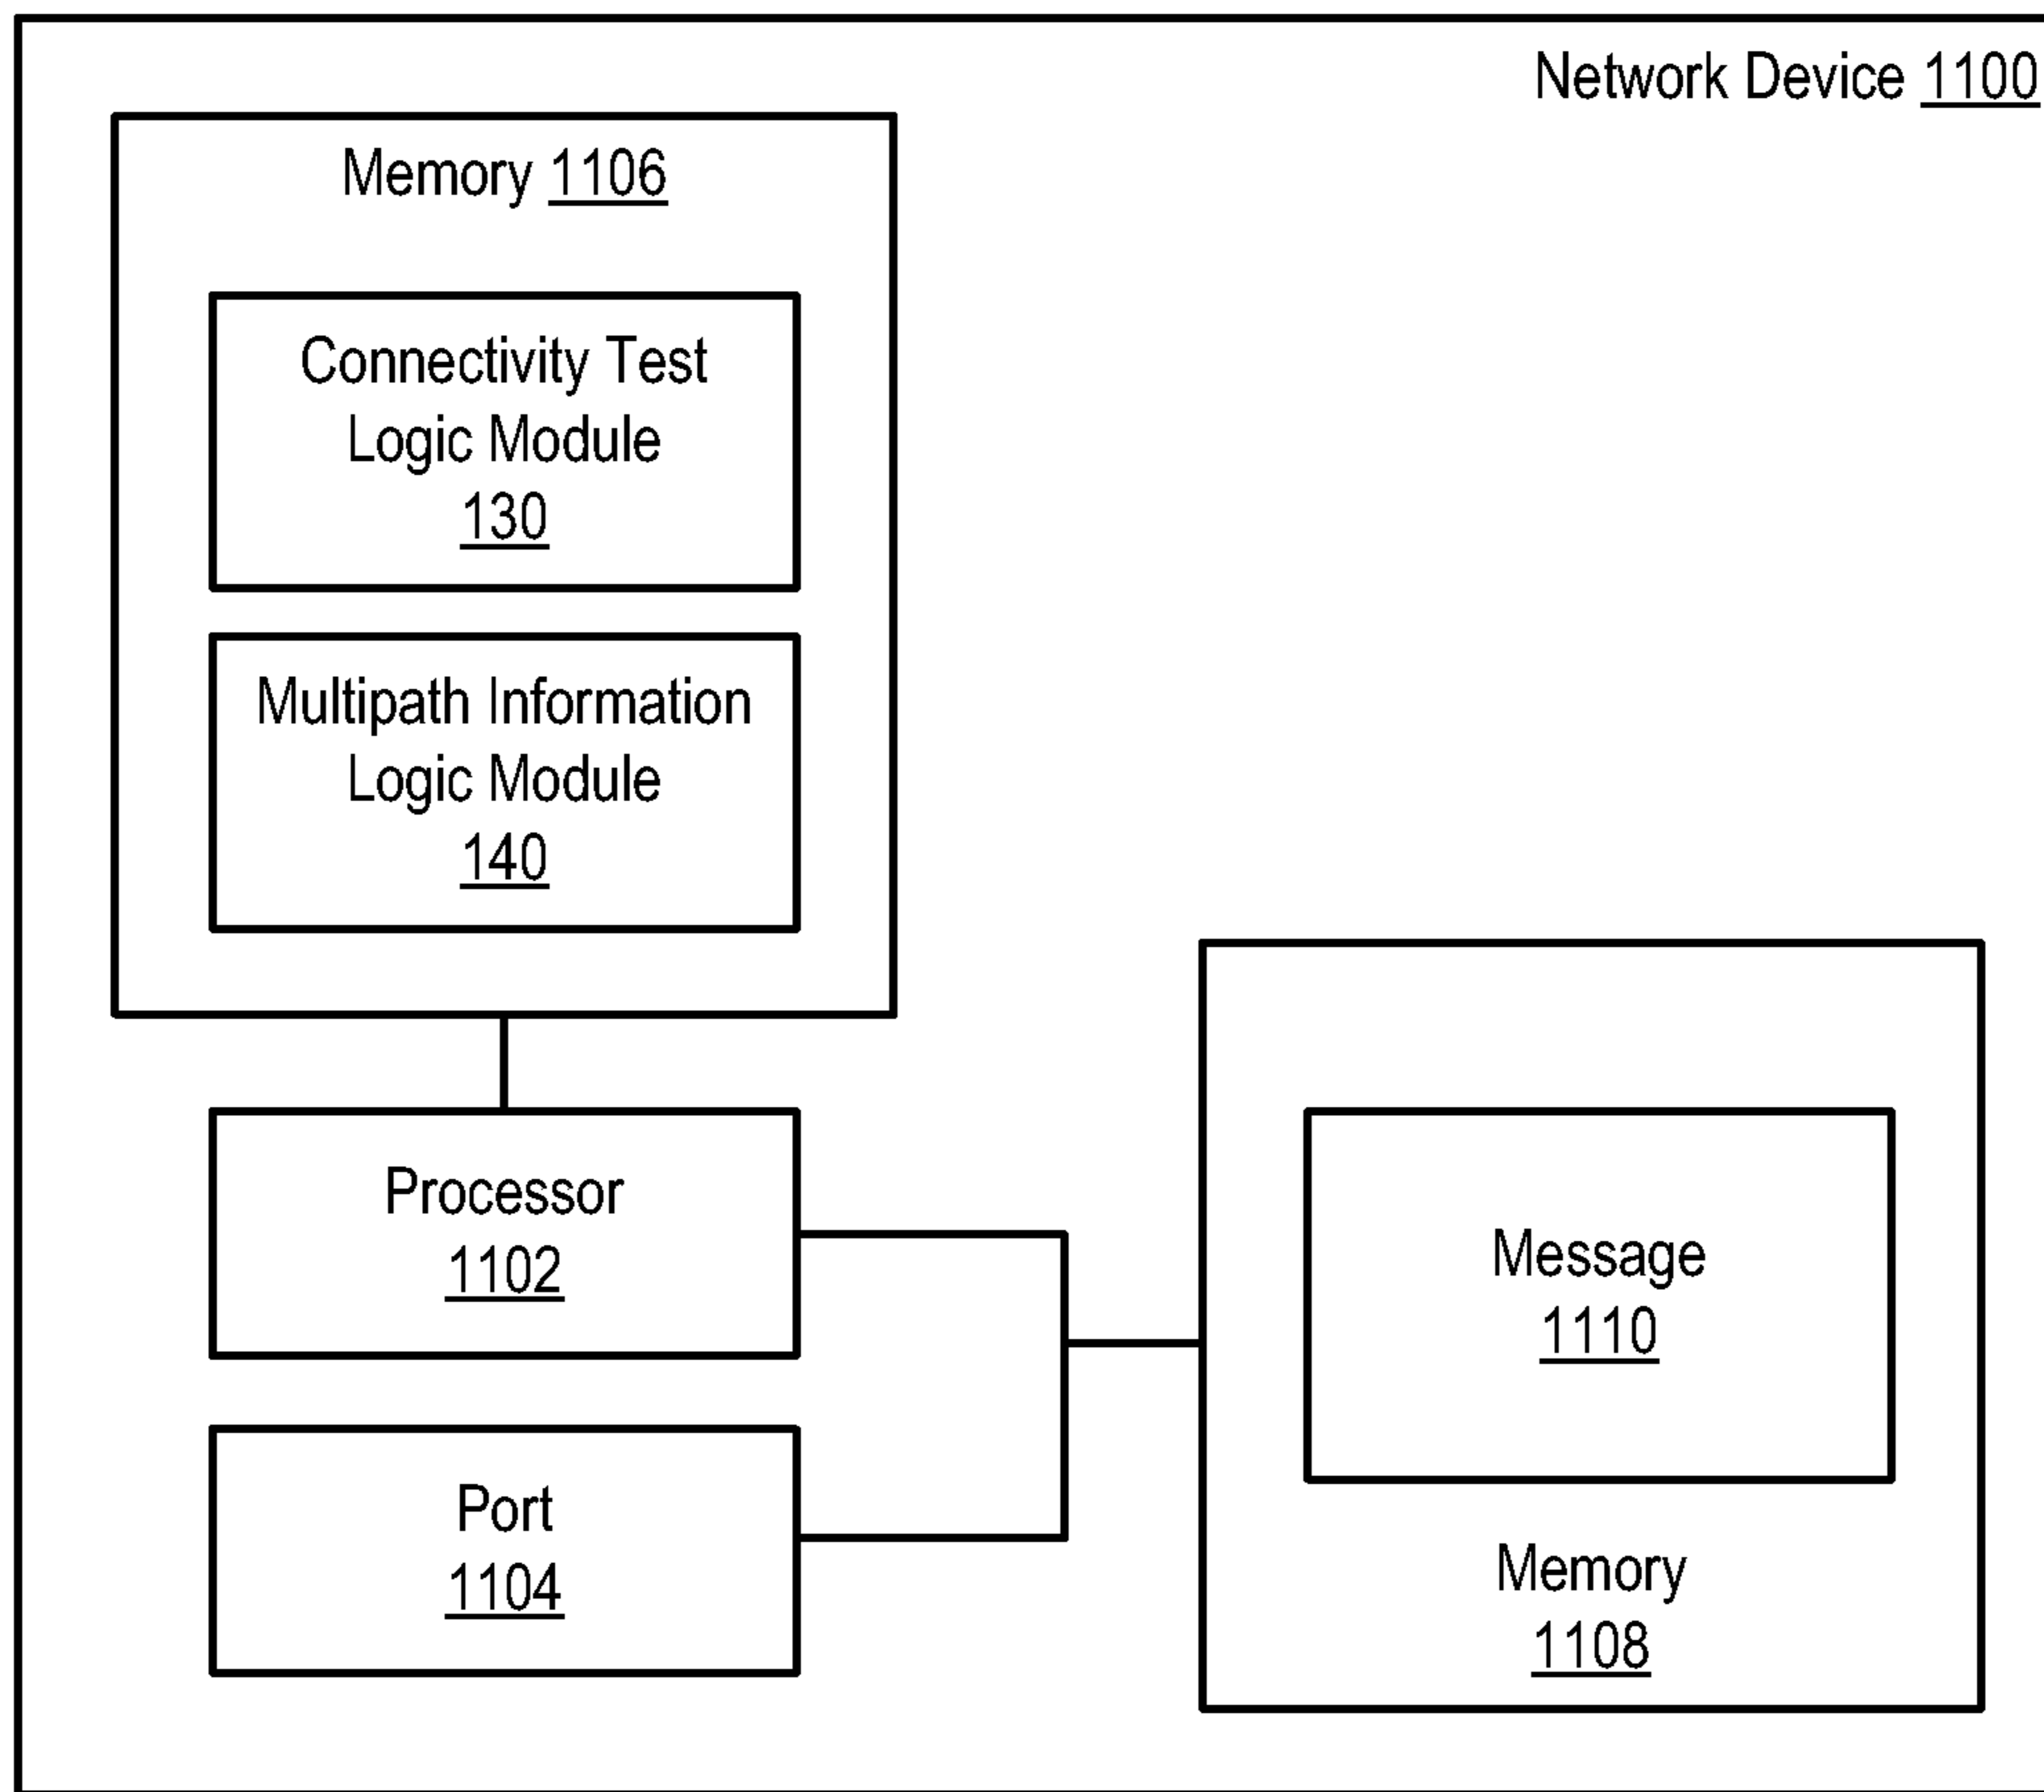 Network Device 1100
Memory 1106
Connectivity Test
Logic Module
130
Multipath Information
Logic Module
140
Processor
1102
Port
1104
Message
1110
Memory
1108